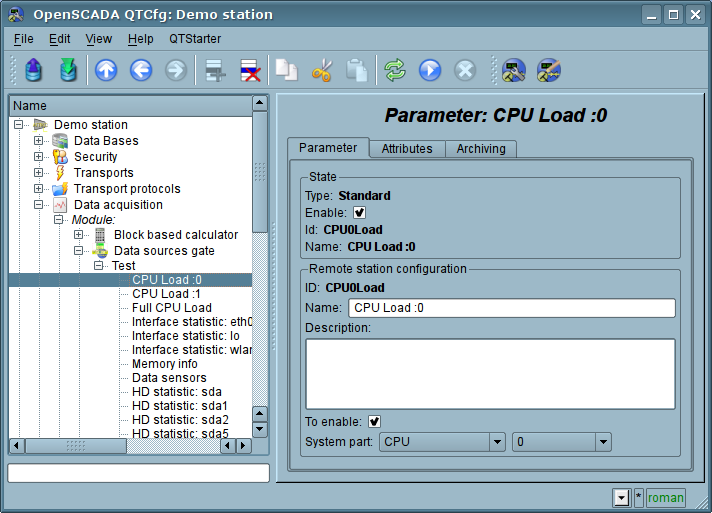 OpenSCADA QTCfg: Demo station
File Edit View Help QTStarter
Name
Demo station
Data Bases
Security
Transports
Transport protocols
Data acquisition
Module:
Block based calculator
Data sources gate
Test
CPU Load :0
CPU Load :1
Full CPU Load
Interface statistic: eth0
Interface statistic: lo
Interface statistic: wlan
Memory info
Data sensors
HD statistic: sda
HD statistic: sda1
HD statistic: sda2
HD statistic: sda5
Parameter: CPU Load :0
Parameter Attributes Archiving
State
Type: Standard
Enable:
Id: CPU0Load
Name: CPU Load :0
Remote station configuration
ID: CPU0Load
Name: CPU Load :0
Description:
To enable:
System part: CPU 0
* roman